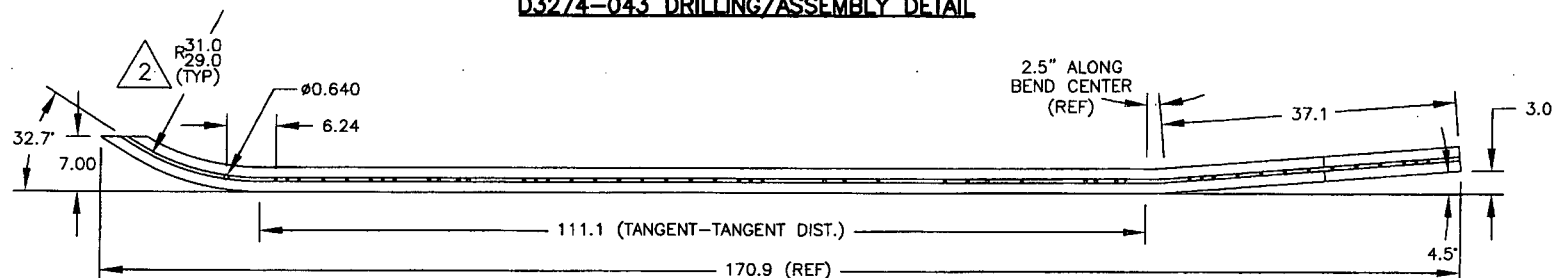 D3274-043 DRILLING/ASSEMBLY DETAIL
2
R31.0
29.0
(TYP)
Ø0.640
6.24
32.7°
7.00
2.5" ALONG
BEND CENTER
(REF)
37.1
3.0
111.1 (TANGENT-TANGENT DIST.)
4.5°
170.9 (REF)